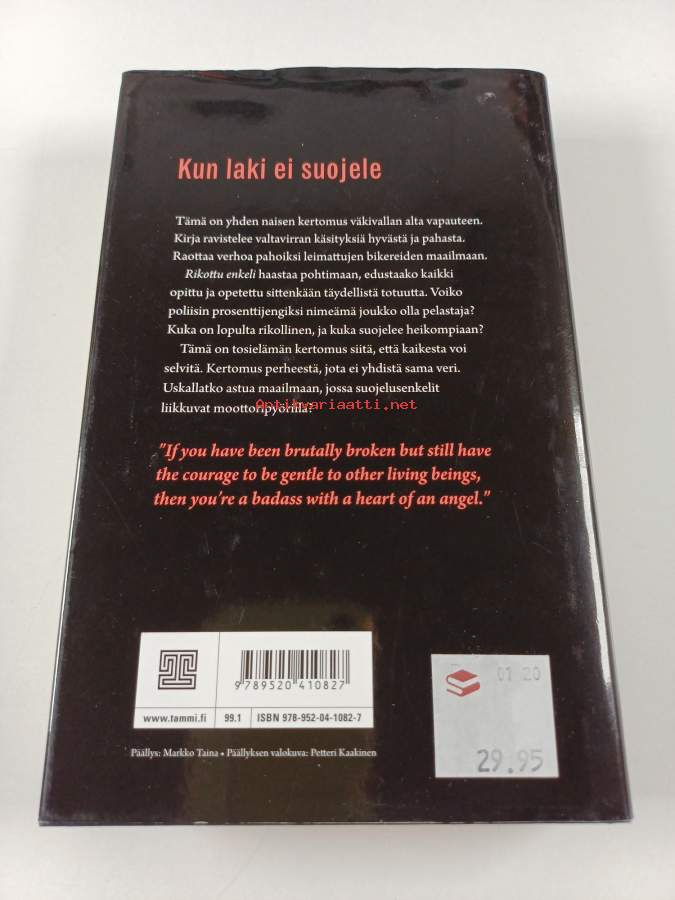 Kun laki ei suojele
Tämä on yhden naisen kertomus väkivallan alta vapauteen.
Kirja ravistelee valtavirran käsityksiä hyvästä ja pahasta.
Raottaa verhoa pahoiksi leimattujen bikereiden maailmaan.
Rikottu enkeli haastaa pohtimaan, edustaako kaikki
opittu ja opetettu sittenkään täydellistä totuutta. Voiko
poliisin prosenttijengiksi nimeämä joukko olla pelastaja?
Kuka on lopulta rikollinen, ja kuka suojelee heikompiaan?
Tämä on tosielämän kertomus siitä, että kaikesta voi
selvitä. Kertomus perheestä, jota ei yhdistä sama veri.
Uskallatko astua maailmaan, jossa suojelusenkelit
liikkuvat moottoripyörillä?
Antikvariaatti.net
"If you have been brutally broken but still have
the courage to be gentle to other living beings,
then you're a badass with a heart of an angel."
9789520410827
www.tammi.fi 99.1 ISBN 978-952-04-1082-7
Päällys: Markko Taina • Päällyksen valokuva: Petteri Kaakinen
01 20
29.95